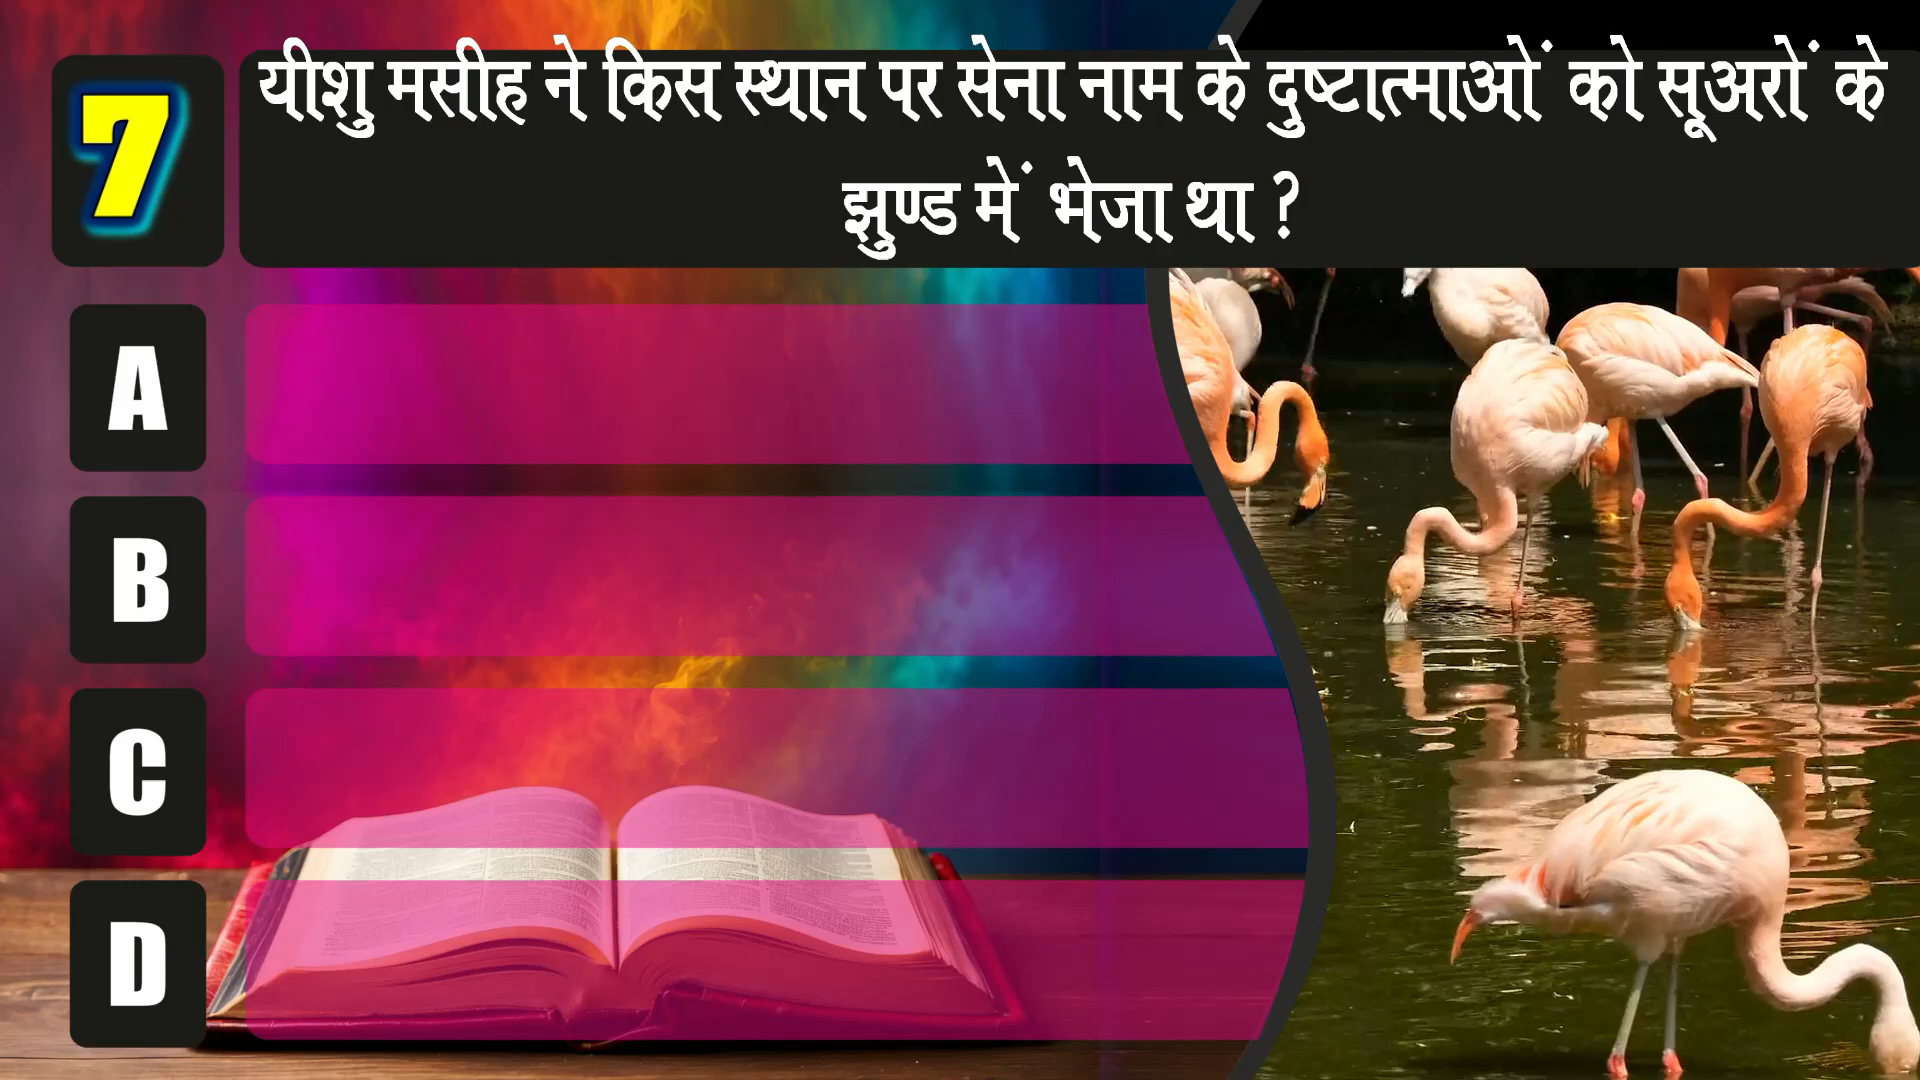 7
यीशु मसीह ने किस स्थान पर सेना नाम के दुष्टात्माओं को सूअरों के
झुण्ड में भेजा था ?
A
B
C
D